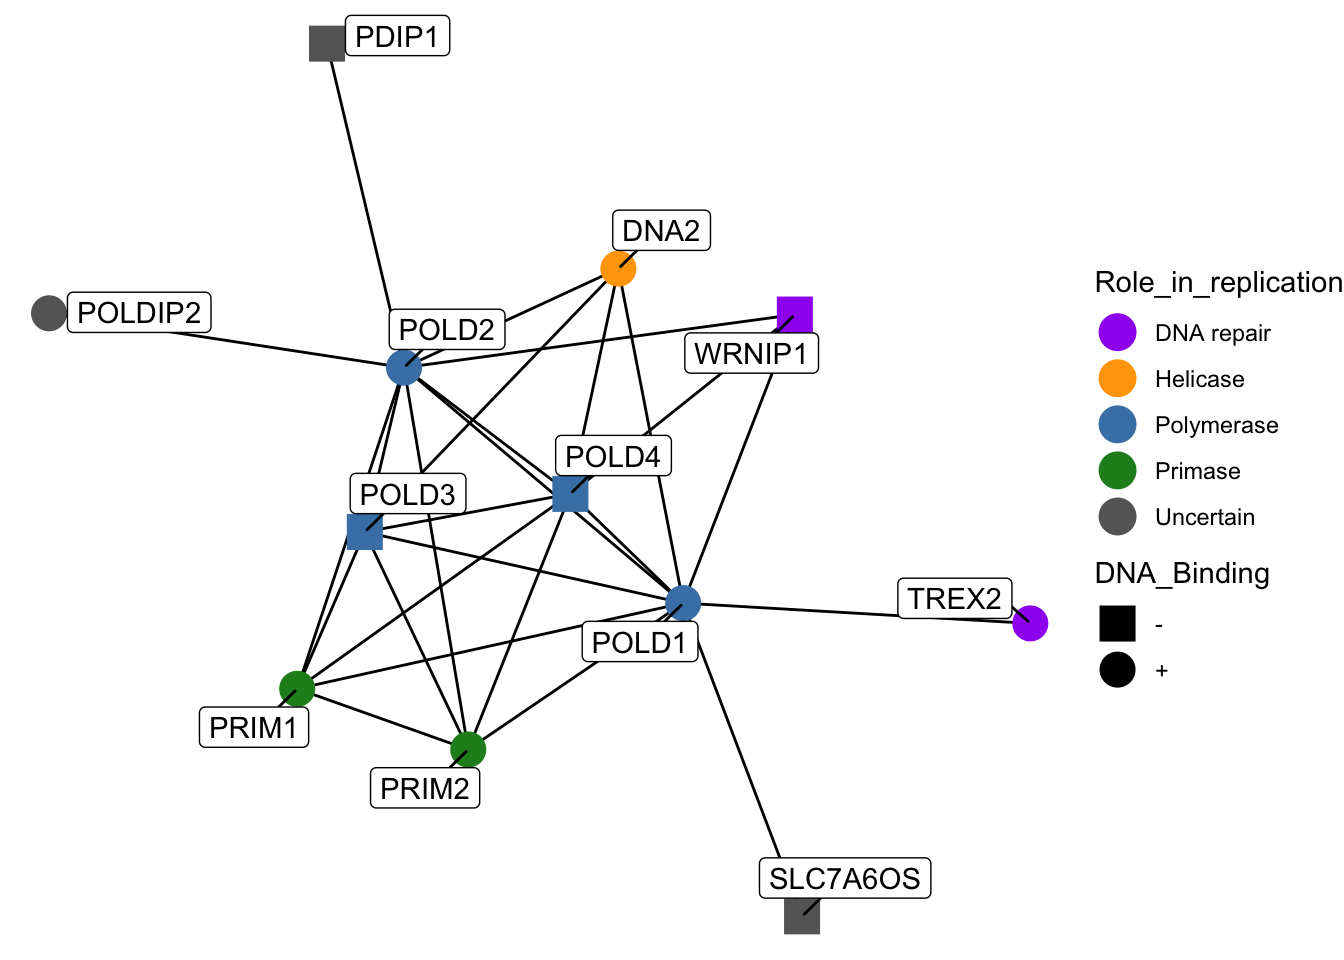 PDIP1
DNA2
POLDIP2
POLD2
WRNIP1
POLD4
POLD3
TREX2
POLD1
PRIM1
PRIM2
SLC7A6OS
Role_in_replication
DNA repair
Helicase
Polymerase
Primase
Uncertain
DNA_Binding
-
+